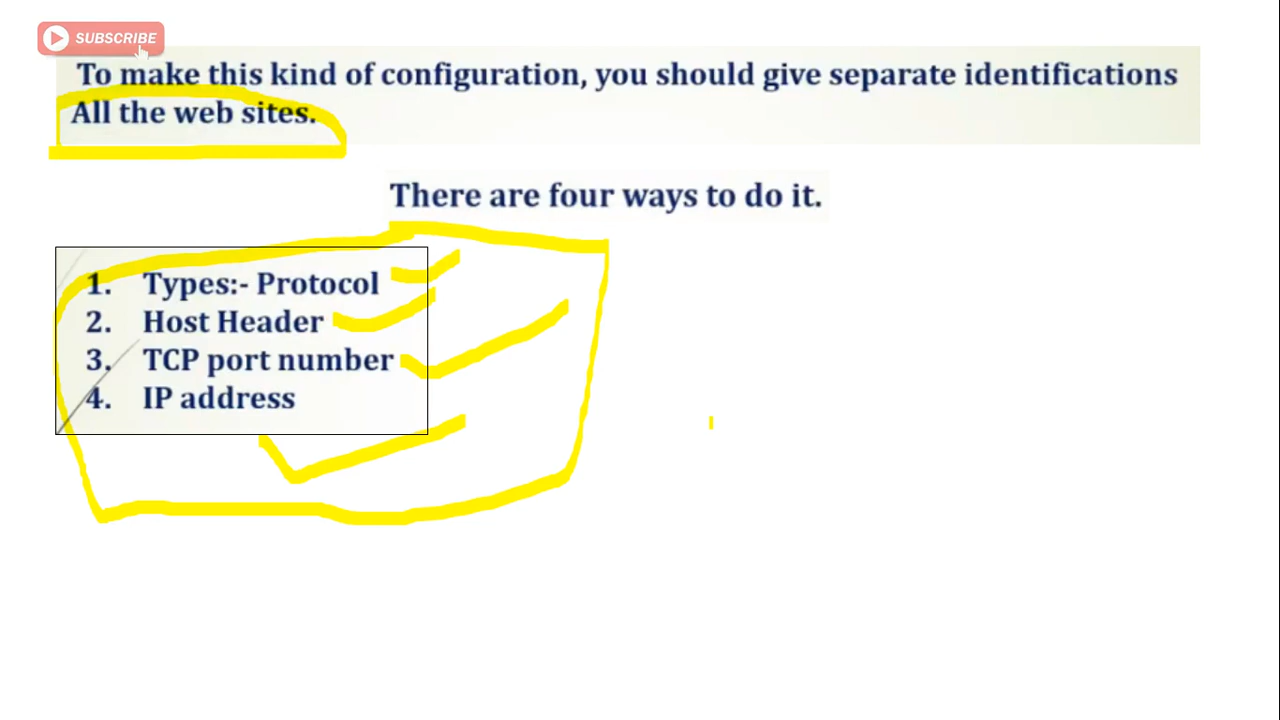 SUBSCRIBE
To make this kind of configuration, you should give separate identifications
All the web sites.
There are four ways to do it.
1. Types:- Protocol
2. Host Header
3. TCP port number
4. IP address